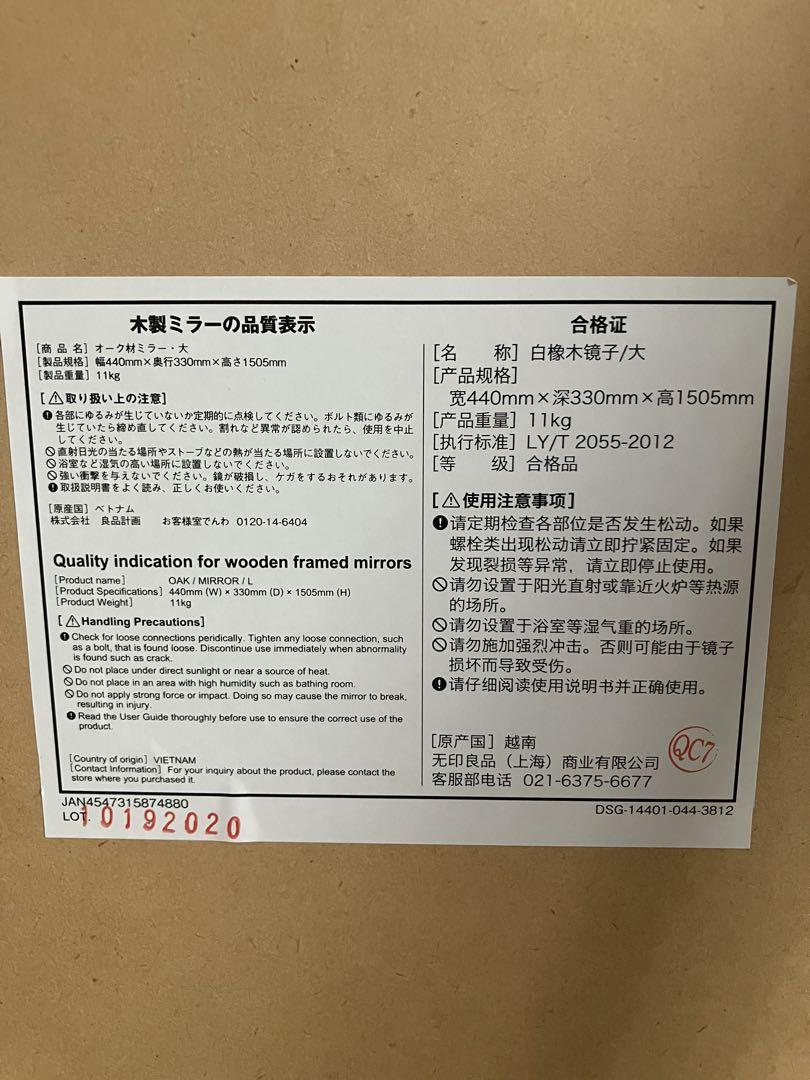 木製ミラーの品質表示
[商 品 名] オーク材ミラー・大
[製品規格] 幅440mm×奥行330mm×高さ1505mm
[製品重量] 11kg
[⚠取り扱い上の注意]
各部にゆるみが生じていないか定期的に点検してください。ボルト類にゆるみが
生じていたら締め直してください。割れなど異常が認められたら、使用を中止
してください。
直射日光の当たる場所やストーブなどの熱が当たる場所に設置しないでください。
浴室など湿気の高い場所に設置しないでください。
強い衝撃を与えないでください。鏡が破損し、ケガをするおそれがあります。
取扱説明書をよく読み、正しくお使いください。
[原産国] ベトナム
株式会社 良品計画 お客様室でんわ 0120-14-6404
Quality indication for wooden framed mirrors
[Product name] OAK / MIRROR / L
[Product Specifications] 440mm (W) × 330mm (D) × 1505mm (H)
[Product Weight] 11kg
[⚠Handling Precautions]
Check for loose connections peridically. Tighten any loose connection, such
as a bolt, that is found loose. Discontinue use immediately when abnormality
is found such as crack.
Do not place under direct sunlight or near a source of heat.
Do not place in an area with high humidity such as bathing room.
Do not apply strong force or impact. Doing so may cause the mirror to break,
resulting in injury.
Read the User Guide thoroughly before use to ensure the correct use of the
product.
[Country of origin] VIETNAM
[Contact Information] For your inquiry about the product, please contact the
store where you purchased it.
合格证
[名 称] 白橡木镜子/大
[产品规格]
宽440mm×深330mm×高1505mm
[产品重量] 11kg
[执行标准] LY/T 2055-2012
[等 级] 合格品
[⚠使用注意事项]
请定期检查各部位是否发生松动。如果
螺栓类出现松动请立即拧紧固定。如果
发现裂损等异常，请立即停止使用。
请勿设置于阳光直射或靠近火炉等热源
的场所。
请勿设置于浴室等湿气重的场所。
请勿施加强烈冲击。否则可能由于镜子
损坏而导致受伤。
请仔细阅读使用说明书并正确使用。
[原产国] 越南
无印良品（上海）商业有限公司
客服部电话 021-6375-6677
QC7
JAN4547315874880
LOT. 10192020
DSG-14401-044-3812